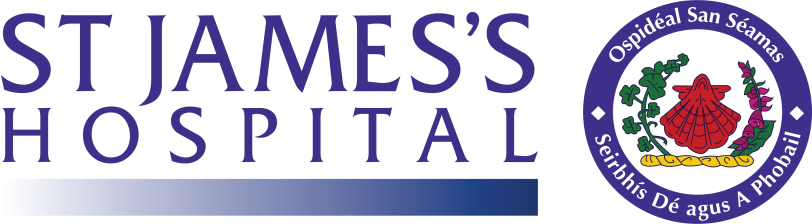 ST JAMES'S
HOSPITAL
Ospidéal San Séamas
Seirbhís Dé agus A Phobail